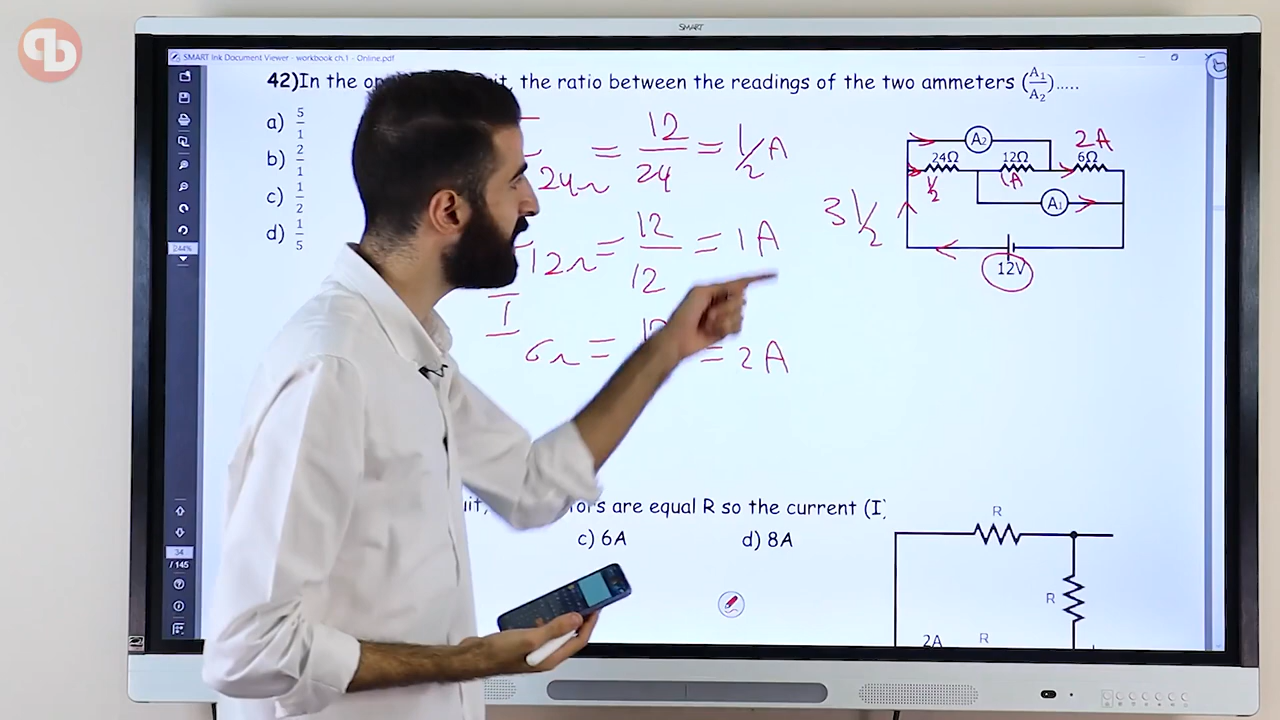 SMART
SMART Ink Document Viewer - workbook ch.1 - Online.pdf
42)In the the ratio between the readings of the two ammeters (A₁/A₂).....
a) 5/1
b) 2/1
c) 1/2
d) 1/5
24Ω = 12/24 = 1/2 A
12Ω = 12/12 = 1A
I 6Ω = = 2A
A₂
2A
24Ω 12Ω 6Ω
1/2 1A
A₁
3 1/2
12V
are equal R so the current (I
c) 6A d) 8A
R
R
2A R
244%
34
/ 145